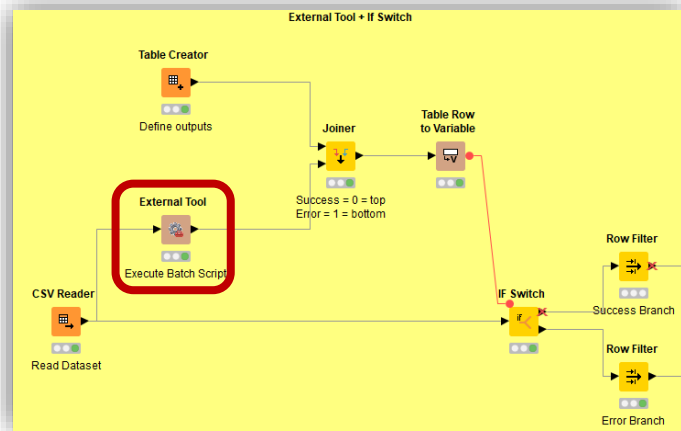 External Tool + If Switch
Table Creator
Define outputs
Joiner
Success = 0 = top
Error = 1 = bottom
Table Row
to Variable
External Tool
Execute Batch Script
CSV Reader
Read Dataset
IF Switch
if
Row Filter
Success Branch
Row Filter
Error Branch